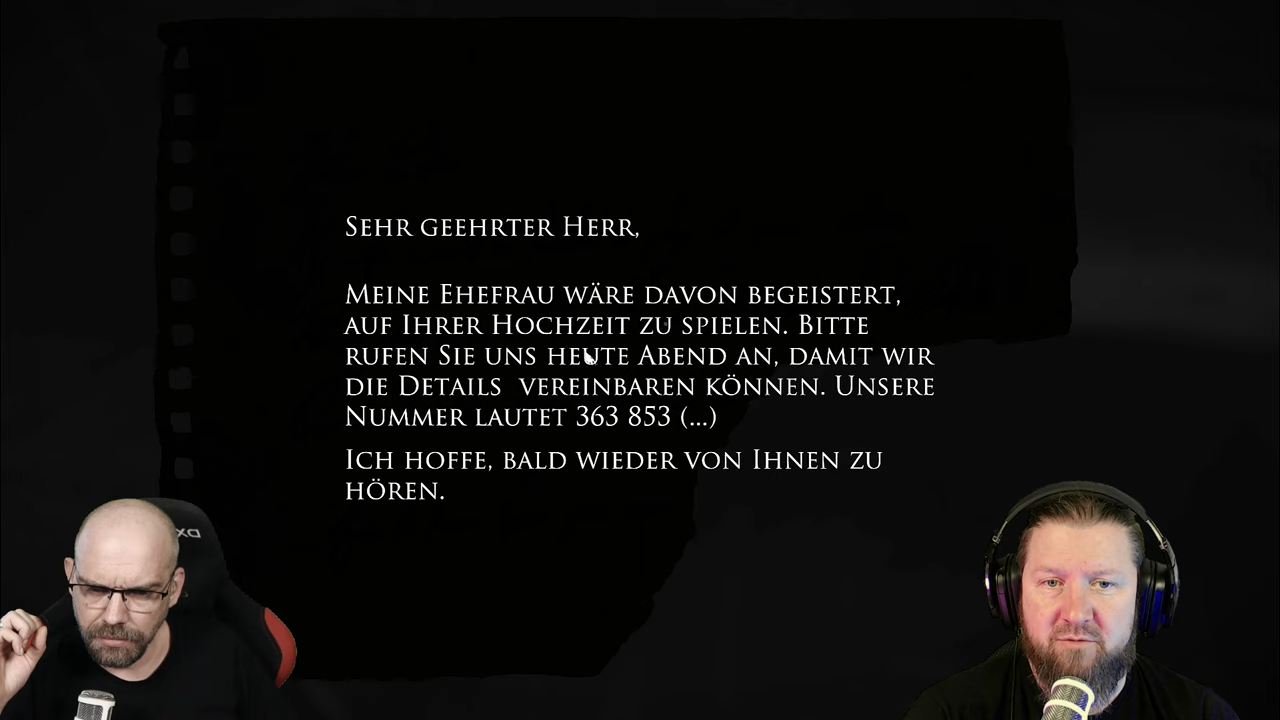 Sehr geehrter Herr,
Meine Ehefrau wäre davon begeistert,
auf Ihrer Hochzeit zu spielen. Bitte
rufen Sie uns heute Abend an, damit wir
die Details vereinbaren können. Unsere
Nummer lautet 363 853 (...)
Ich hoffe, bald wieder von Ihnen zu
hören.